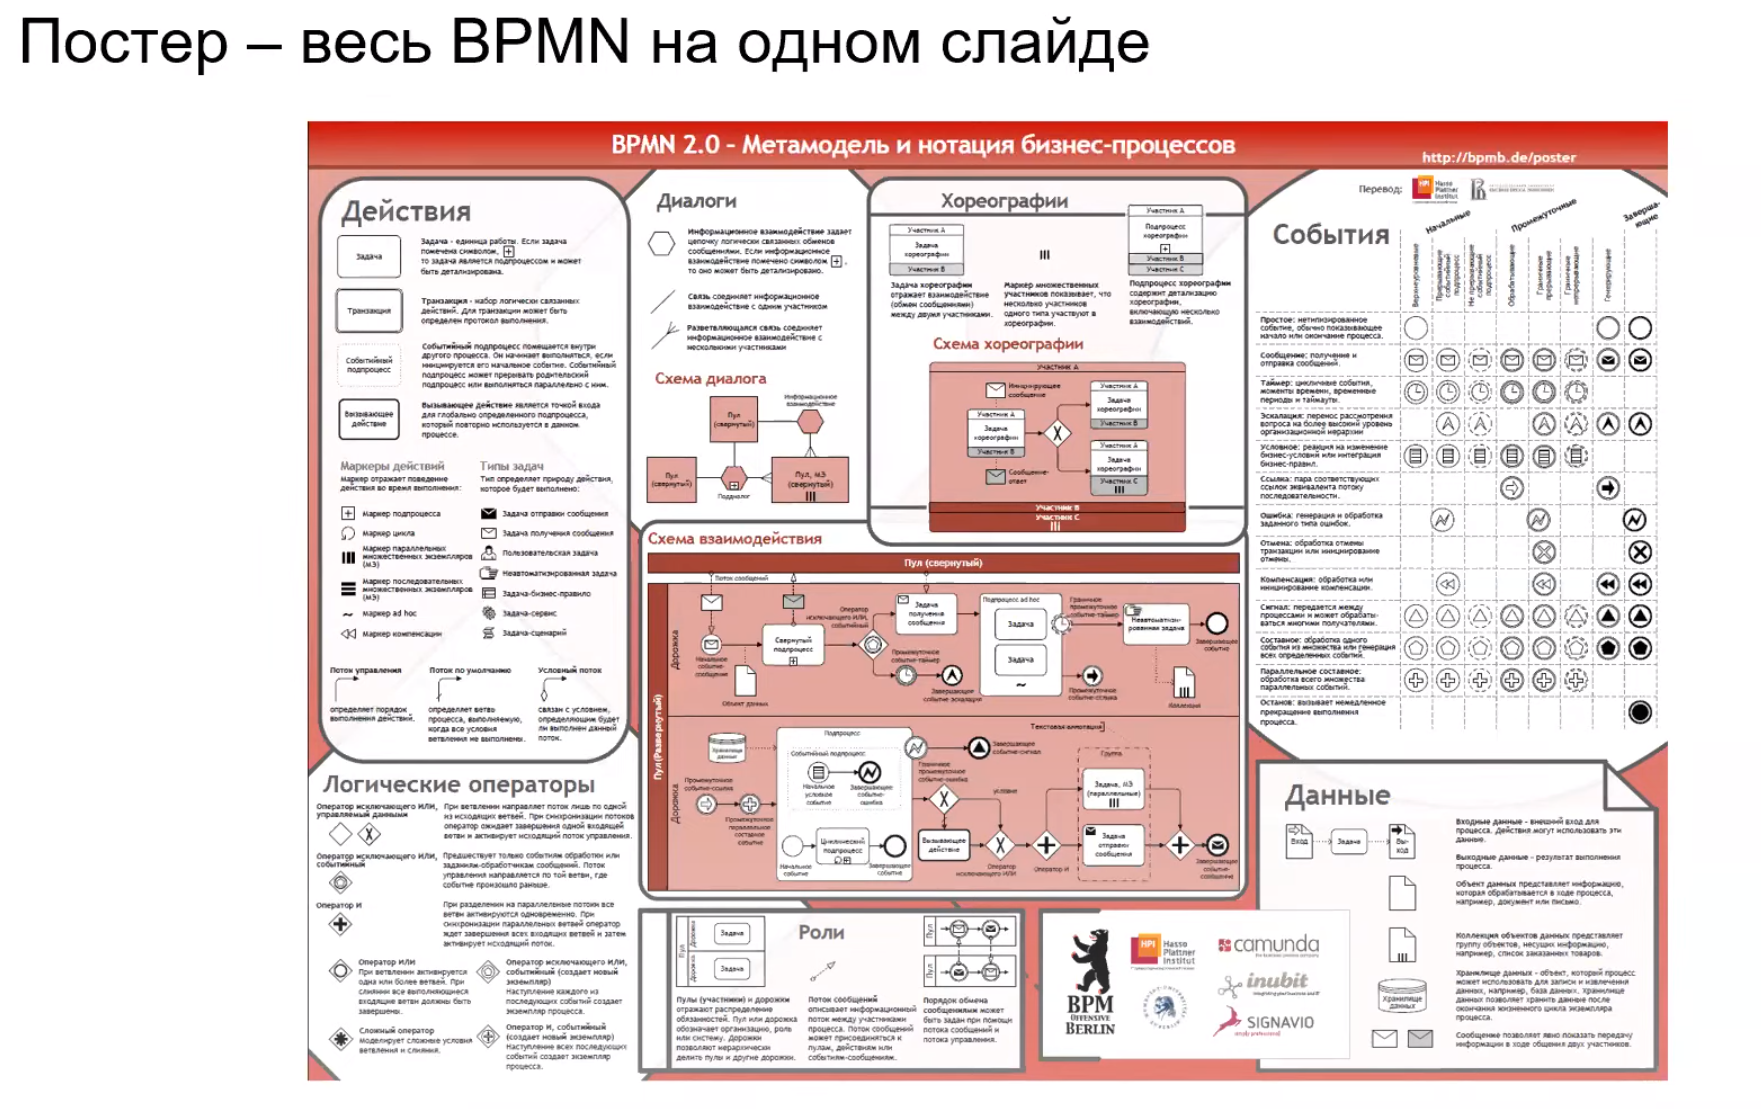 Постер – весь BPMN на одном слайде
BPMN 2.0 - Метамодель и нотация бизнес-процессов
http://bpmb.de/poster
Действия
Задача
Задача - единица работы. Если задача
помечена символом,
то задача является подпроцессом и может
быть детализирована.
Транзакция
Транзакция - набор логически связанных
действий. Для транзакции может быть
определен протокол выполнения.
Событийный
подпроцесс
Событийный подпроцесс помещается внутри
другого процесса. Он начинает выполняться, если
инициируется его начальное событие. Событийный
подпроцесс может прерывать родительский
подпроцесс или выполняться параллельно с ним.
Вызывающее
действие
Вызывающее действие является точкой входа
для глобально определенного подпроцесса,
который повторно используется в данном
процессе.
Маркеры действий
Маркер отражает поведение
действия во время выполнения:
Маркер подпроцесса
Маркер цикла
Маркер параллельных
множественных экземпляров
(МЭ)
Маркер последовательных
множественных экземпляров
(МЭ)
Маркер ad hoc
Маркер компенсации
Типы задач
Тип определяет природу действия,
которое будет выполнено:
Задача отправки сообщения
Задача получения сообщения
Пользовательская задача
Неавтоматизированная задача
Задача-бизнес-правило
Задача-сервис
Задача-сценарий
Поток управления
определяет порядок
выполнения действий.
Поток по умолчанию
определяет ветвь
процесса, выполняемую,
когда все условия
ветвления не выполнены.
Условный поток
связан с условием,
определяющим будет
ли выполнен данный
поток.
Диалоги
Информационное взаимодействие задает
цепочку логически связанных обменов
сообщениями. Если информационное
взаимодействие помечено символом
то оно может быть детализировано.
Связь соединяет информационное
взаимодействие с одним участником
Разветвляющаяся связь соединяет
информационное взаимодействие с
несколькими участниками
Схема диалога
Пул
(свернутый)
Информационное
взаимодействие
Пул
(свернутый)
Поддиалог
Пул, МЭ
(свернутый)
Хореографии
Участник A
Задача
хореографии
Участник B
Задача хореографии
отражает взаимодействие
(обмен сообщениями)
между двумя участниками.
Маркер множественных
участников показывает, что
несколько участников
одного типа участвуют в
хореографии.
Участник A
Подпроцесс
хореографии
Участник B
Участник C
Подпроцесс хореографии
содержит детализацию
хореографии,
включающую несколько
взаимодействий.
Схема хореографии
Участник A
Инициирующее
сообщение
Участник A
Задача
хореографии
Участник B
Сообщение-
ответ
Участник A
Задача
хореографии
Участник B
Участник A
Задача
хореографии
Участник C
Участник B
Участник C
Перевод:
Hasso
Plattner
Institut
События
Начальные
Промежуточные
Заверша-
ющие
Верхнеуровневые
Прерывающие
событийный
подпроцесс
Не прерывающие
событийный
подпроцесс
Обрабатывающие
Граничные
прерывающие
Граничные
непрерывающие
Генерирующие
Простое: нетипизированное
событие, обычно показывающее
начало или окончание процесса.
Сообщение: получение и
отправка сообщений.
Таймер: цикличные события,
моменты времени, временные
периоды и таймауты.
Эскалация: перенос рассмотрения
вопроса на более высокий уровень
организационной иерархии
Условное: реакция на изменение
бизнес-условий или интеграция
бизнес-правил.
Ссылка: пара соответствующих
ссылок эквивалента потоку
последовательности.
Ошибка: генерация и обработка
заданного типа ошибок.
Отмена: обработка отмены
транзакции или инициирование
отмены.
Компенсация: обработка или
инициирование компенсации.
Сигнал: передается между
процессами и может обрабаты-
ваться многими получателями.
Составное: обработка одного
события из множества или генерация
всех определенных событий.
Параллельное составное:
обработка всего множества
параллельных событий.
Останов: вызывает немедленное
прекращение выполнения
процесса.
Схема взаимодействия
Пул (свернутый)
Поток сообщений
Пул (Развернутый)
Дорожка
Начальное
событие-
сообщение
Свернутый
подпроцесс
Объект данных
Оператор
исключающего ИЛИ,
событийный
Задача
получения
сообщения
Промежуточное
событие-таймер
Завершающее
событие-эскалация
Подпроцесс ad hoc
Задача
Задача
Граничное
промежуточное
событие-таймер
Промежуточное
событие-ссылка
Неавтоматизи-
рованная задача
Завершающее
событие
Коллекция
Дорожка
Хранилище
данных
Промежуточное
событие-ссылка
Промежуточное
параллельное
составное
событие
Подпроцесс
Событийный подпроцесс
Начальное
условное
событие
Завершающее
событие-
ошибка
Начальное
событие
Циклический
подпроцесс
Завершающее
событие
Граничное
промежуточное
событие-ошибка
Завершающее
событие-сигнал
условие
Вызывающее
действие
Оператор
исключающего ИЛИ
Оператор И
Текстовая аннотация
Группа
Задача, МЭ
(параллельные)
Задача
отправки
сообщения
Завершающее
событие-
сообщение
Логические операторы
Оператор исключающего ИЛИ,
управляемый данными
При ветвлении направляет поток лишь по одной
из исходящих ветвей. При синхронизации потоков
оператор ожидает завершения одной входящей
ветви и активирует исходящий поток управления.
Оператор исключающего ИЛИ,
событийный
Предшествует только событиям обработки или
заданиям-обработчикам сообщений. Поток
управления направляется по той ветви, где
событие произошло раньше.
Оператор И
При разделении на параллельные потоки все
ветви активируются одновременно. При
синхронизации параллельных ветвей оператор
ждет завершения всех входящих ветвей и затем
активирует исходящий поток.
Оператор ИЛИ
При ветвлении активируется
одна или более ветвей. При
слиянии все выполняющиеся
входящие ветви должны быть
завершены.
Сложный оператор
Моделирует сложные условия
ветвления и слияния.
Оператор исключающего ИЛИ,
событийный (создает новый
экземпляр)
Наступление каждого из
последующих событий создает
экземпляр процесса.
Оператор И, событийный
(создает новый экземпляр)
Наступление всех последующих
событий создает экземпляр
процесса.
Роли
Пул
Дорожка
Дорожка
Задача
Задача
Пулы (участники) и дорожки
отражают распределение
обязанностей. Пул или дорожка
обозначает организацию, роль
или систему. Дорожки
позволяют иерархически
делить пулы и другие дорожки.
Поток сообщений
описывает информационный
поток между участниками
процесса. Поток сообщений
может присоединяться к
пулам, действиям или
событиям-сообщениям.
Пул
Пул
Порядок обмена
сообщениями может
быть задан при помощи
потока сообщений и
потока управления.
BPM
OFFENSIVE
BERLIN
HPI
Hasso
Plattner
Institut
camunda
inubit
SIGNAVIO
Данные
Вход
Задача
Вы-
ход
Входные данные - внешний вход для
процесса. Действия могут использовать эти
данные.
Выходные данные - результат выполнения
процесса.
Объект данных представляет информацию,
которая обрабатывается в ходе процесса,
например, документ или письмо.
Коллекция объектов данных представляет
группу объектов, несущих информацию,
например, список заказанных товаров.
Хранилище
данных
Хранилище данных - объект, который процесс
может использовать для записи и извлечения
данных, например, база данных. Хранилище
данных позволяет хранить данные после
окончания жизненного цикла экземпляра
процесса.
Сообщение позволяет явно показать передачу
информации в ходе общения двух участников.